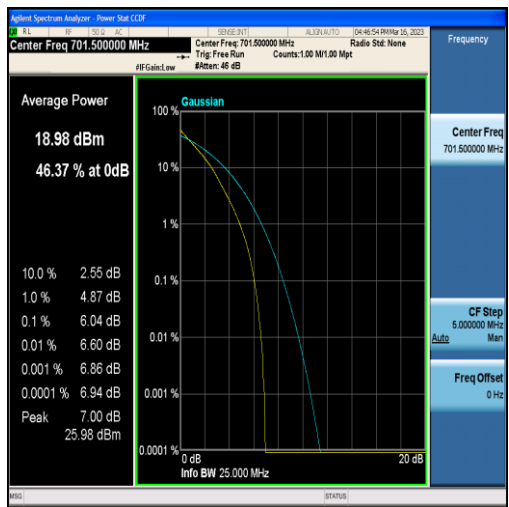 Agilent Spectrum Analyzer - Power Stat CCDF
RL RF 50 Ω AC SENSE:INT ALIGN AUTO 04:46:54 PM Mar 16, 2023
Center Freq 701.500000 MHz
Center Freq: 701.500000 MHz Radio Std: None
Trig: Free Run Counts:1.00 M/1.00 Mpt
#IFGain:Low #Atten: 46 dB
Frequency
Average Power
18.98 dBm
46.37 % at 0dB
10.0 % 2.55 dB
1.0 % 4.87 dB
0.1 % 6.04 dB
0.01 % 6.60 dB
0.001 % 6.86 dB
0.0001 % 6.94 dB
Peak 7.00 dB
25.98 dBm
Gaussian
100 %
10 %
1 %
0.1 %
0.01 %
0.001 %
0.0001 %
0 dB 20 dB
Info BW 25.000 MHz
Center Freq
701.500000 MHz
CF Step
5.000000 MHz
Auto Man
Freq Offset
0 Hz
MSG STATUS